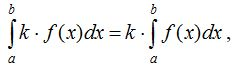 ∫ₐᵇ k · f(x)dx = k · ∫ₐᵇ f(x)dx ,